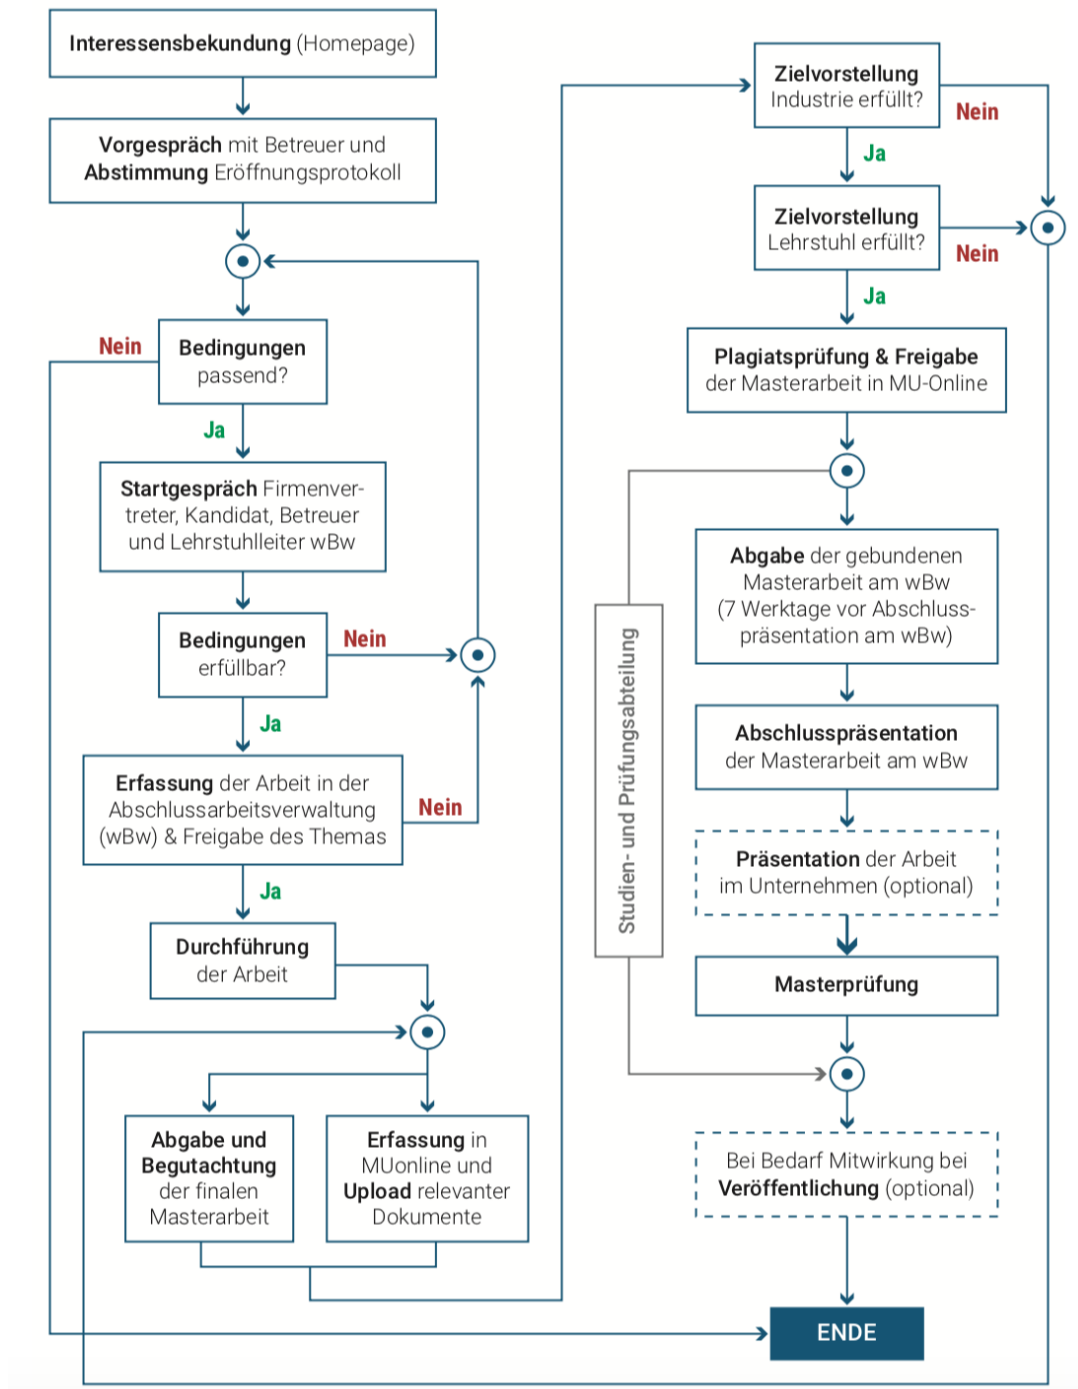 Interessensbekundung (Homepage)
Vorgespräch mit Betreuer und
Abstimmung Eröffnungsprotokoll
Nein
Bedingungen
passend?
Ja
Startgespräch Firmenver-
treter, Kandidat, Betreuer
und Lehrstuhlleiter wBw
Bedingungen
erfüllbar?
Nein
Ja
Erfassung der Arbeit in der
Abschlussarbeitsverwaltung
(wBw) & Freigabe des Themas
Nein
Ja
Durchführung
der Arbeit
Abgabe und
Begutachtung
der finalen
Masterarbeit
Erfassung in
MUonline und
Upload relevanter
Dokumente
Zielvorstellung
Industrie erfüllt?
Nein
Ja
Zielvorstellung
Lehrstuhl erfüllt?
Nein
Ja
Plagiatsprüfung & Freigabe
der Masterarbeit in MU-Online
Studien- und Prüfungsabteilung
Abgabe der gebundenen
Masterarbeit am wBw
(7 Werktage vor Abschluss-
präsentation am wBw)
Abschlusspräsentation
der Masterarbeit am wBw
Präsentation der Arbeit
im Unternehmen (optional)
Masterprüfung
Bei Bedarf Mitwirkung bei
Veröffentlichung (optional)
ENDE